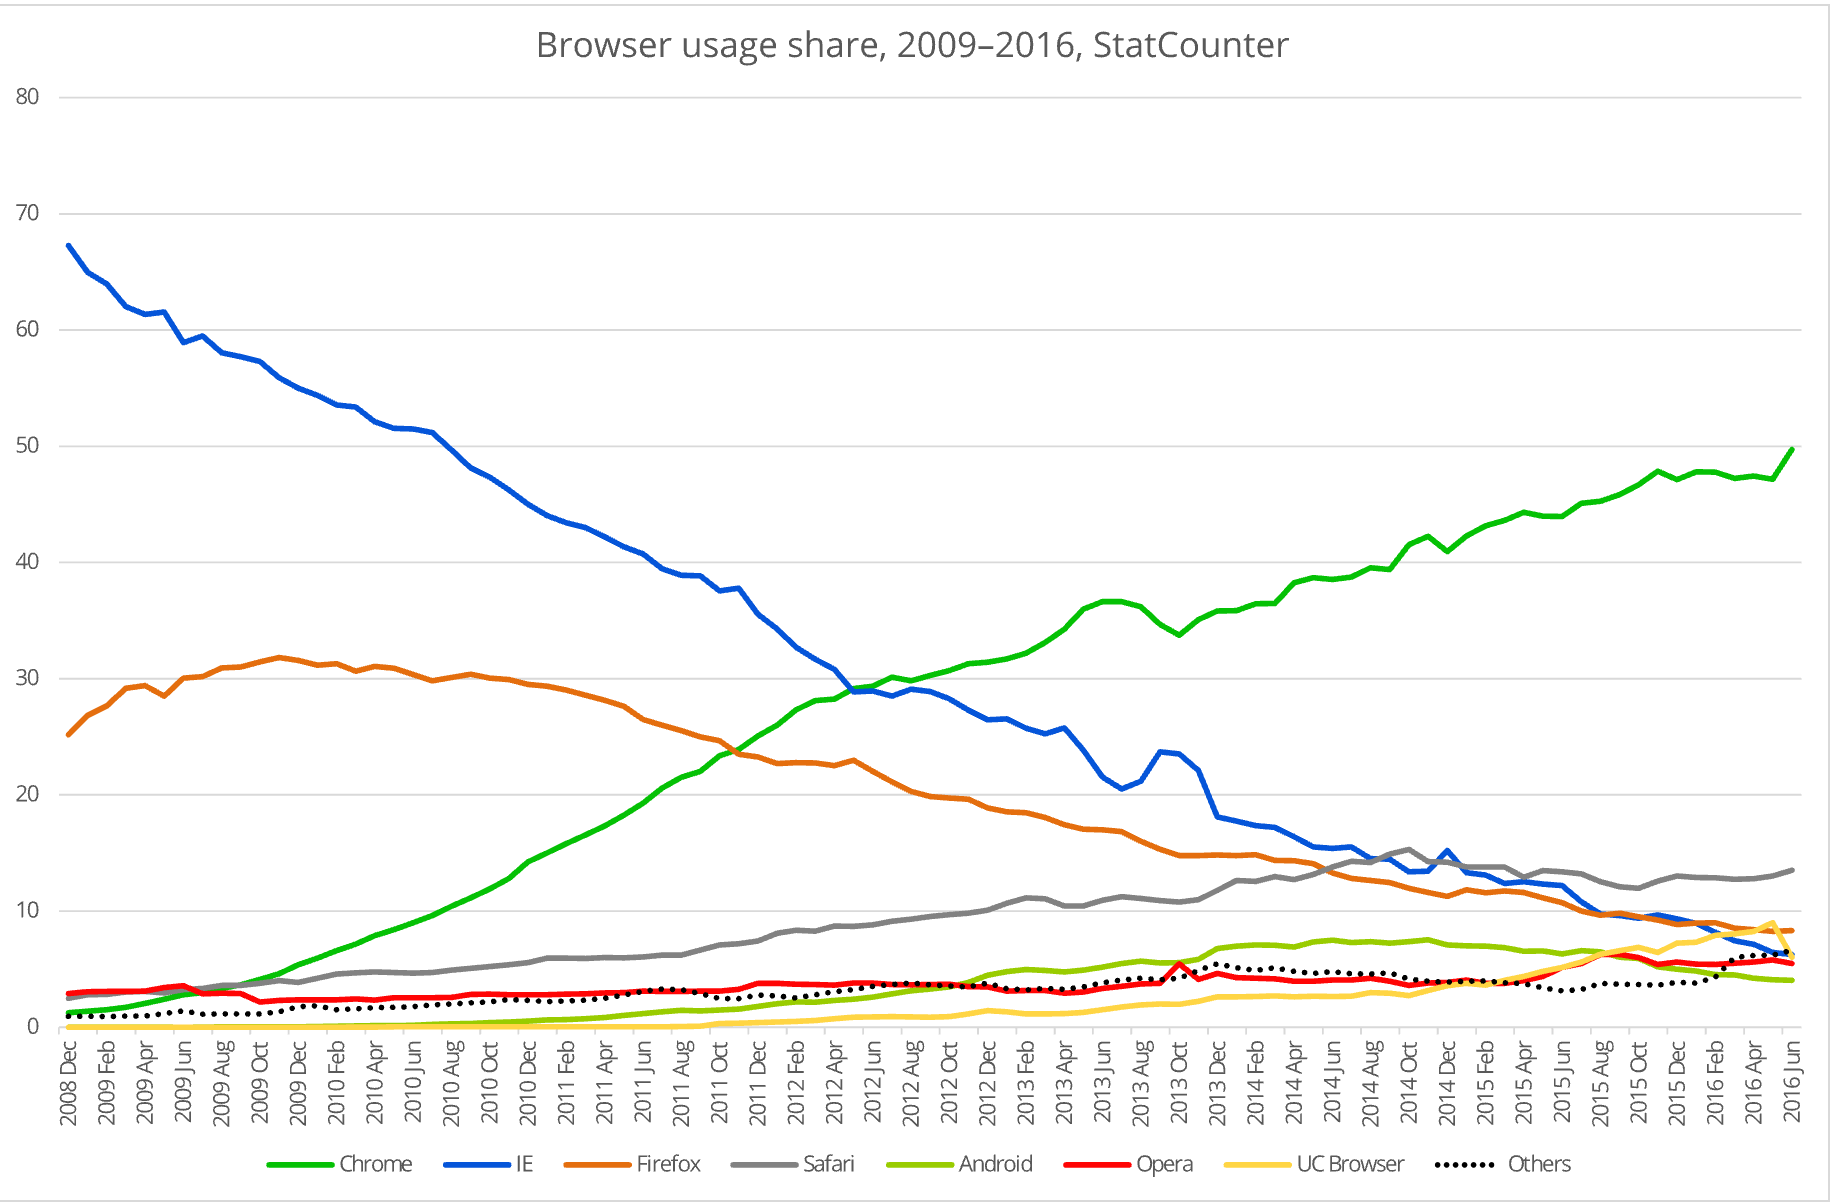 Browser usage share, 2009–2016, StatCounter
80
70
60
50
40
30
20
10
0
2008 Dec
2009 Feb
2009 Apr
2009 Jun
2009 Aug
2009 Oct
2009 Dec
2010 Feb
2010 Apr
2010 Jun
2010 Aug
2010 Oct
2010 Dec
2011 Feb
2011 Apr
2011 Jun
2011 Aug
2011 Oct
2011 Dec
2012 Feb
2012 Apr
2012 Jun
2012 Aug
2012 Oct
2012 Dec
2013 Feb
2013 Apr
2013 Jun
2013 Aug
2013 Oct
2013 Dec
2014 Feb
2014 Apr
2014 Jun
2014 Aug
2014 Oct
2014 Dec
2015 Feb
2015 Apr
2015 Jun
2015 Aug
2015 Oct
2015 Dec
2016 Feb
2016 Apr
2016 Jun
Chrome IE Firefox Safari Android Opera UC Browser Others